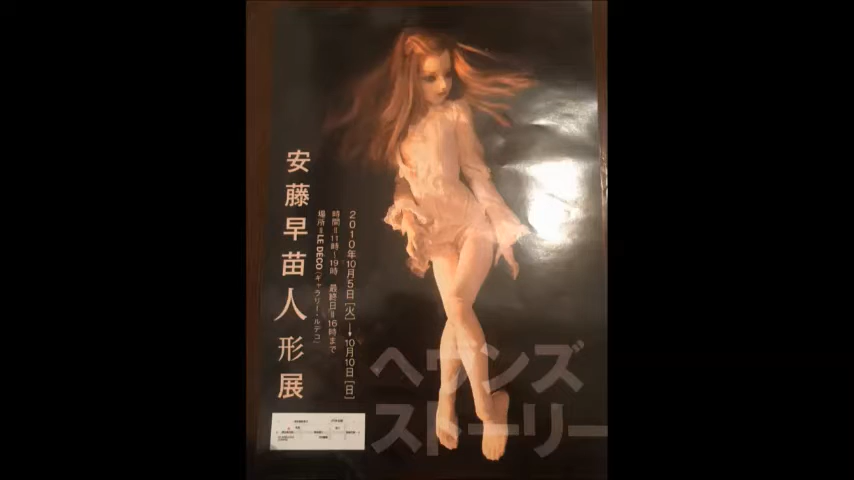 安藤早苗人形展
2010年10月5日[火]→10月10日[日]
時間=11時~19時 最終日=16時まで
場所=LE DÉCO(ギャラリー・ルデコ)
ヘヴンズ
ストーリー